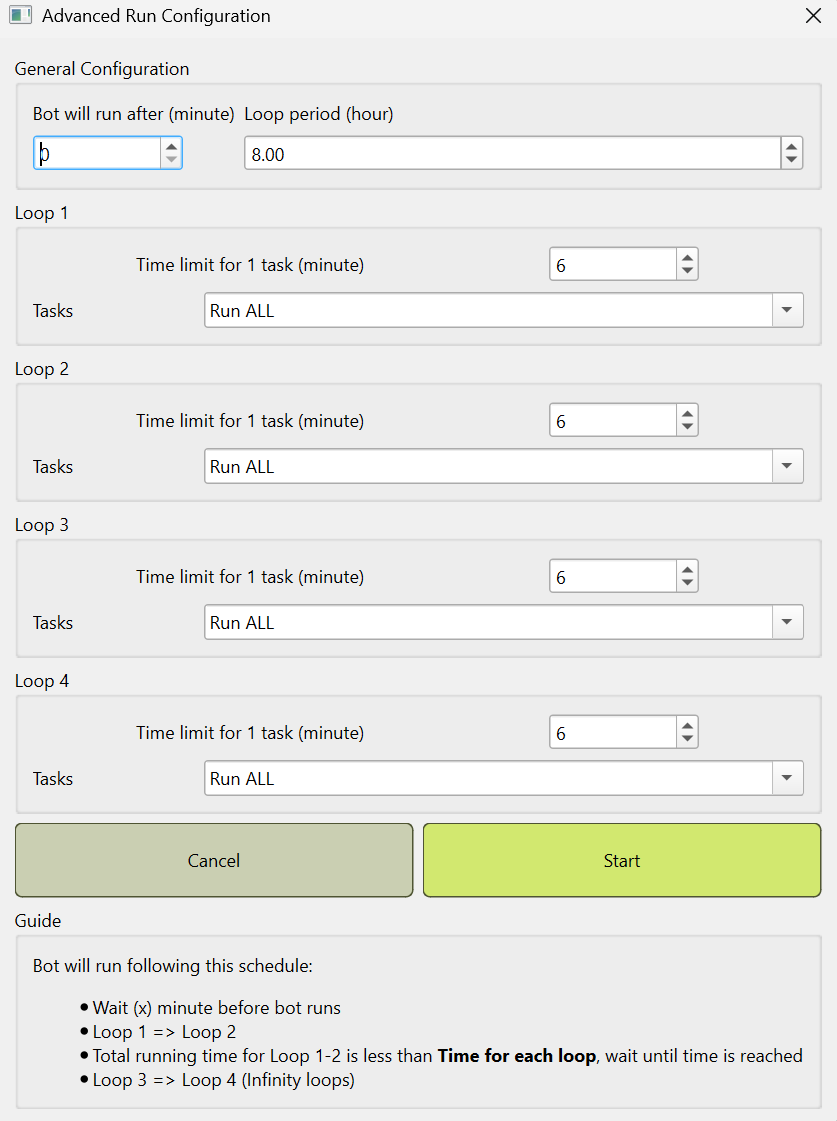 Advanced Run Configuration
General Configuration
Bot will run after (minute) Loop period (hour)
0 8.00
Loop 1
Time limit for 1 task (minute) 6
Tasks Run ALL
Loop 2
Time limit for 1 task (minute) 6
Tasks Run ALL
Loop 3
Time limit for 1 task (minute) 6
Tasks Run ALL
Loop 4
Time limit for 1 task (minute) 6
Tasks Run ALL
Cancel Start
Guide
Bot will run following this schedule:
• Wait (x) minute before bot runs
• Loop 1 => Loop 2
• Total running time for Loop 1-2 is less than Time for each loop, wait until time is reached
• Loop 3 => Loop 4 (Infinity loops)